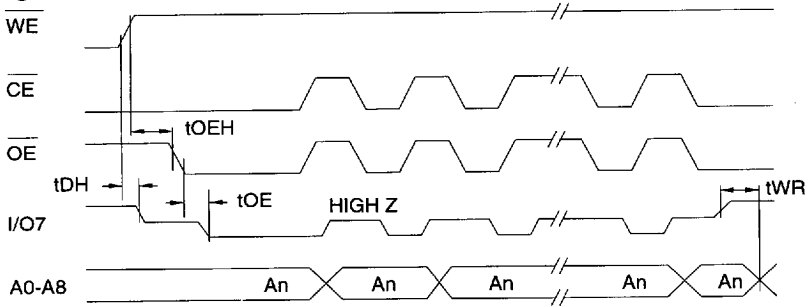 WE
CE
tOEH
OE
tDH
tOE
tWR
HIGH Z
I/O7
A0-A8
An An An An An